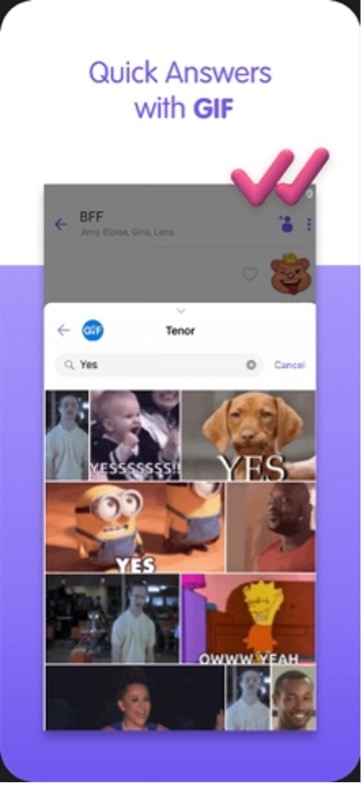 Quick Answers
with GIF
BFF
Amy, Eloise, Gina, Lena
GIF
Tenor
Yes
Cancel
YESSSSSSS!!
YES
YES
OWWW YEAH